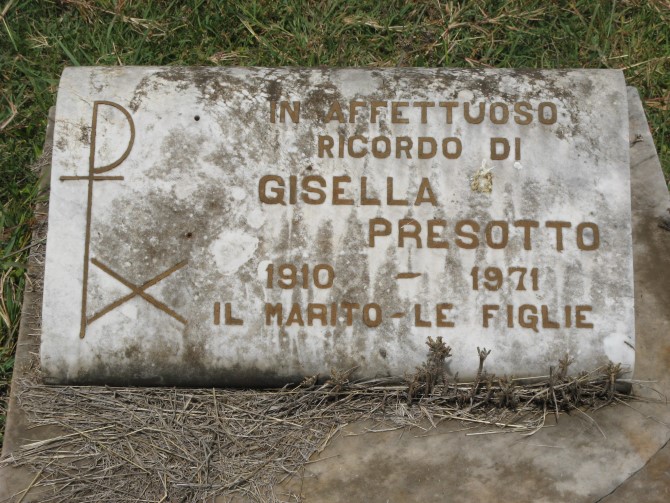 IN AFFETTUOSO
RICORDO DI
GISELLA
PRESOTTO
1910 - 1971
IL MARITO - LE FIGLIE